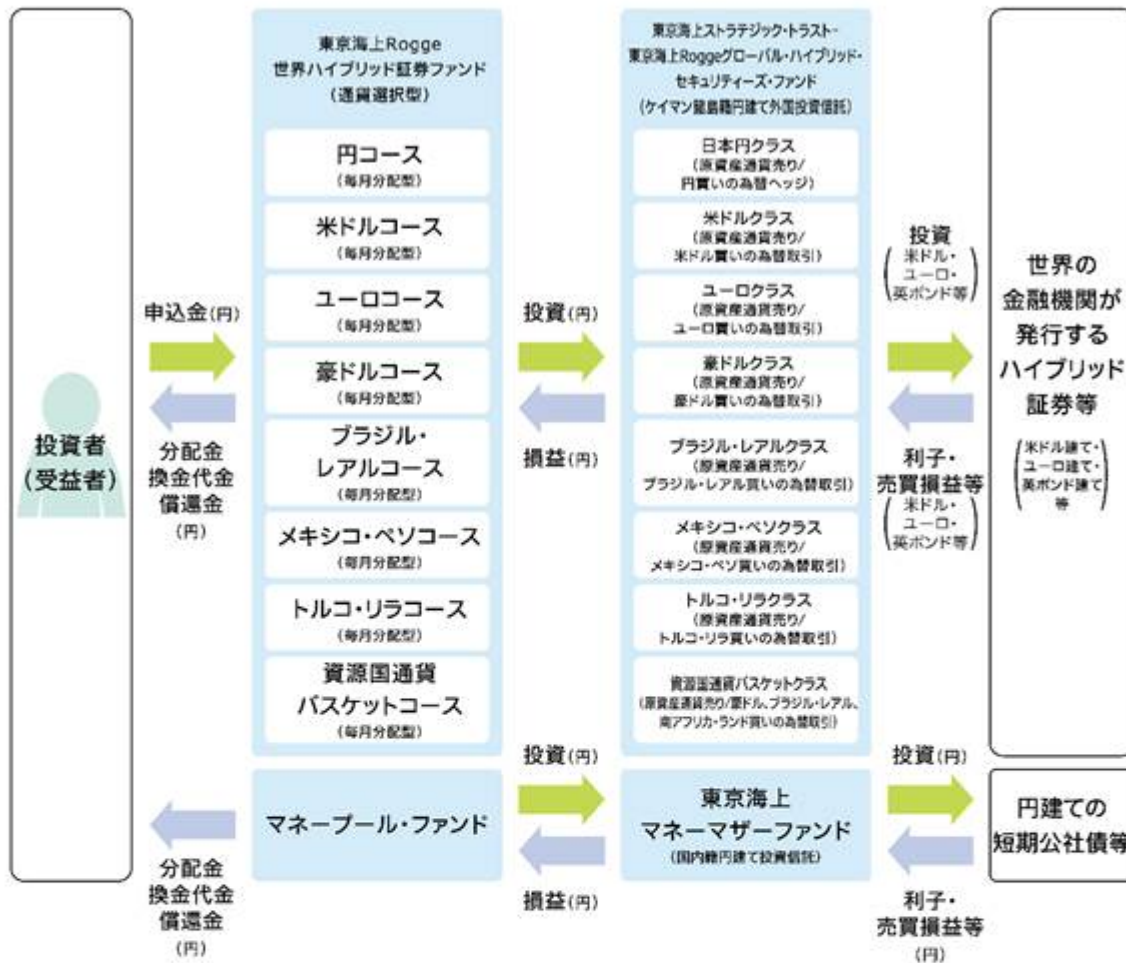 投資者
(受益者)
申込金(円)
分配金
換金代金
償還金
(円)
分配金
換金代金
償還金
(円)
東京海上Rogge
世界ハイブリッド証券ファンド
(通貨選択型)
円コース
(毎月分配型)
米ドルコース
(毎月分配型)
ユーロコース
(毎月分配型)
豪ドルコース
(毎月分配型)
ブラジル・
レアルコース
(毎月分配型)
メキシコ・ペソコース
(毎月分配型)
トルコ・リラコース
(毎月分配型)
資源国通貨
バスケットコース
(毎月分配型)
マネープール・ファンド
投資(円)
損益(円)
投資(円)
損益(円)
東京海上ストラテジック・トラスト-
東京海上Roggeグローバル・ハイブリッド・
セキュリティーズ・ファンド
(ケイマン籠島籍円建て外国投資信託)
日本円クラス
(原資産通貨売り/
円買いの為替ヘッジ)
米ドルクラス
(原資産通貨売り/
米ドル買いの為替取引)
ユーロクラス
(原資産通貨売り/
ユーロ買いの為替取引)
豪ドルクラス
(原資産通貨売り/
豪ドル買いの為替取引)
ブラジル・レアルクラス
(原資産通貨売り/
ブラジル・レアル買いの為替取引)
メキシコ・ペソクラス
(原資産通貨売り/
メキシコ・ペソ買いの為替取引)
トルコ・リラクラス
(原資産通貨売り/
トルコ・リラ買いの為替取引)
資源国通貨バスケットクラス
(原資産通貨売り/豪ドル、ブラジル・レアル、
南アフリカ・ランド買いの為替取引)
東京海上
マネーマザーファンド
(国内籍円建て投資信託)
投資
(米ドル・
ユーロ・
英ポンド等)
利子・
売買損益等
(米ドル・
ユーロ・
英ポンド等)
投資(円)
利子・
売買損益等
(円)
世界の
金融機関が
発行する
ハイブリッド
証券等
(米ドル建て・
ユーロ建て・
英ポンド建て
等)
円建ての
短期公社債等